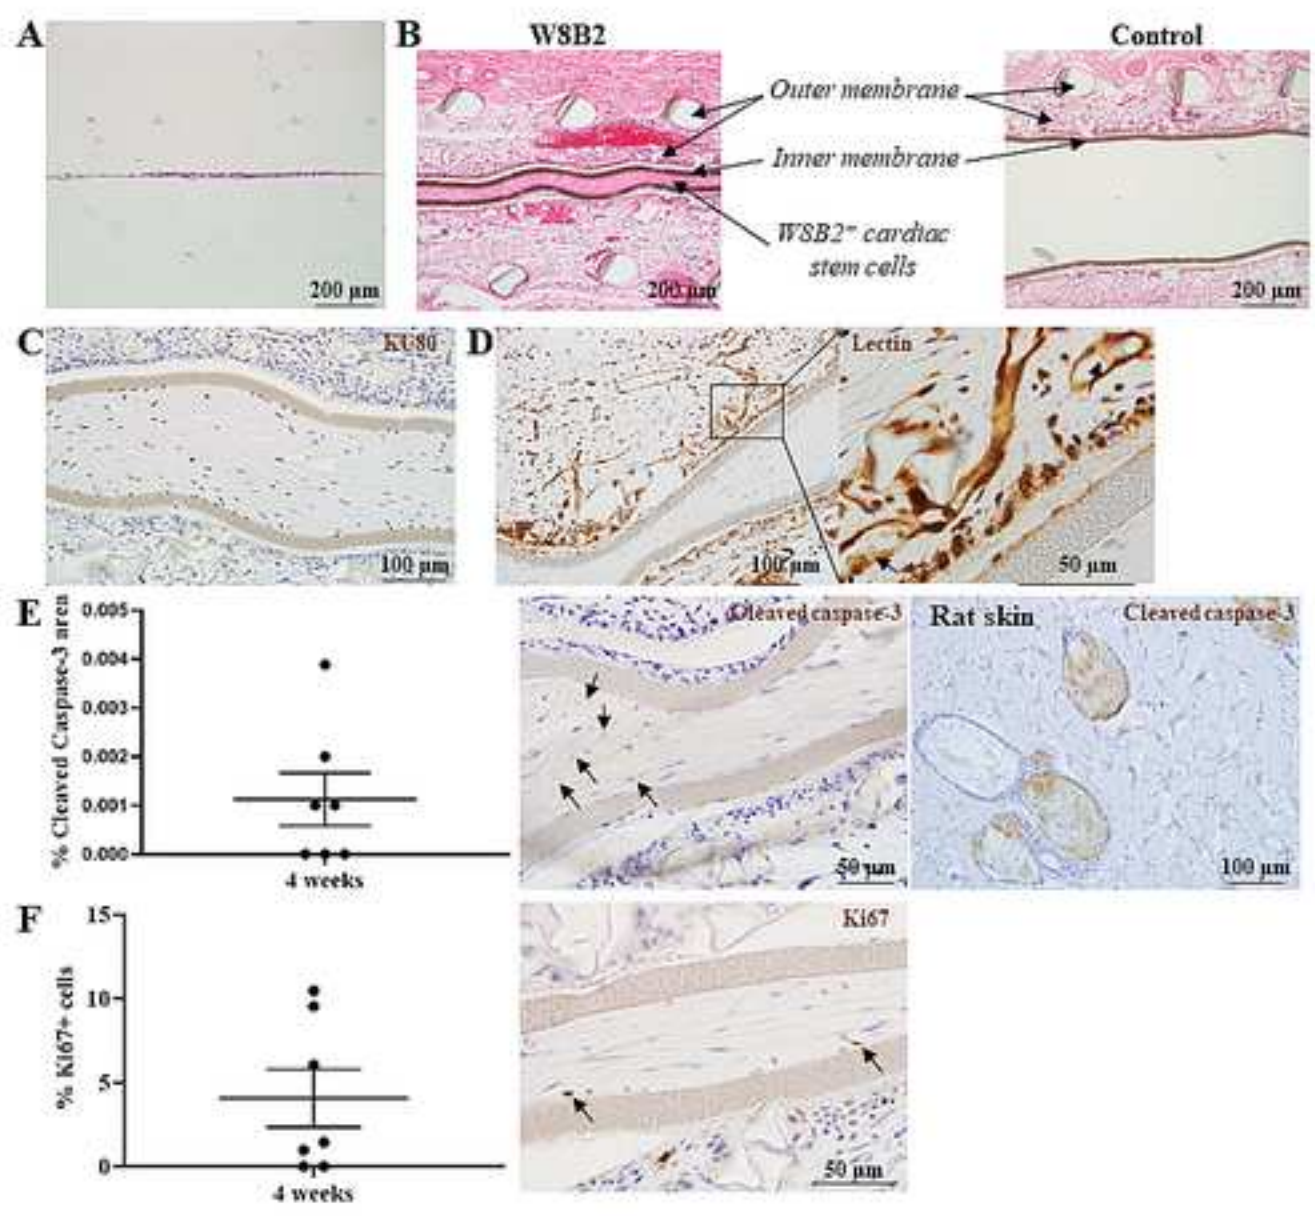 A
200 µm
B
W8B2
Control
Outer membrane
Inner membrane
W8B2⁺ cardiac
stem cells
200 µm
200 µm
C
KU80
100 µm
D
Lectin
100 µm
50 µm
E
% Cleaved Caspase-3 area
0.005
0.004
0.003
0.002
0.001
0.000
4 weeks
Cleaved caspase-3
50 µm
Rat skin
Cleaved caspase-3
100 µm
F
% Ki67+ cells
15
10
5
0
4 weeks
Ki67
50 µm